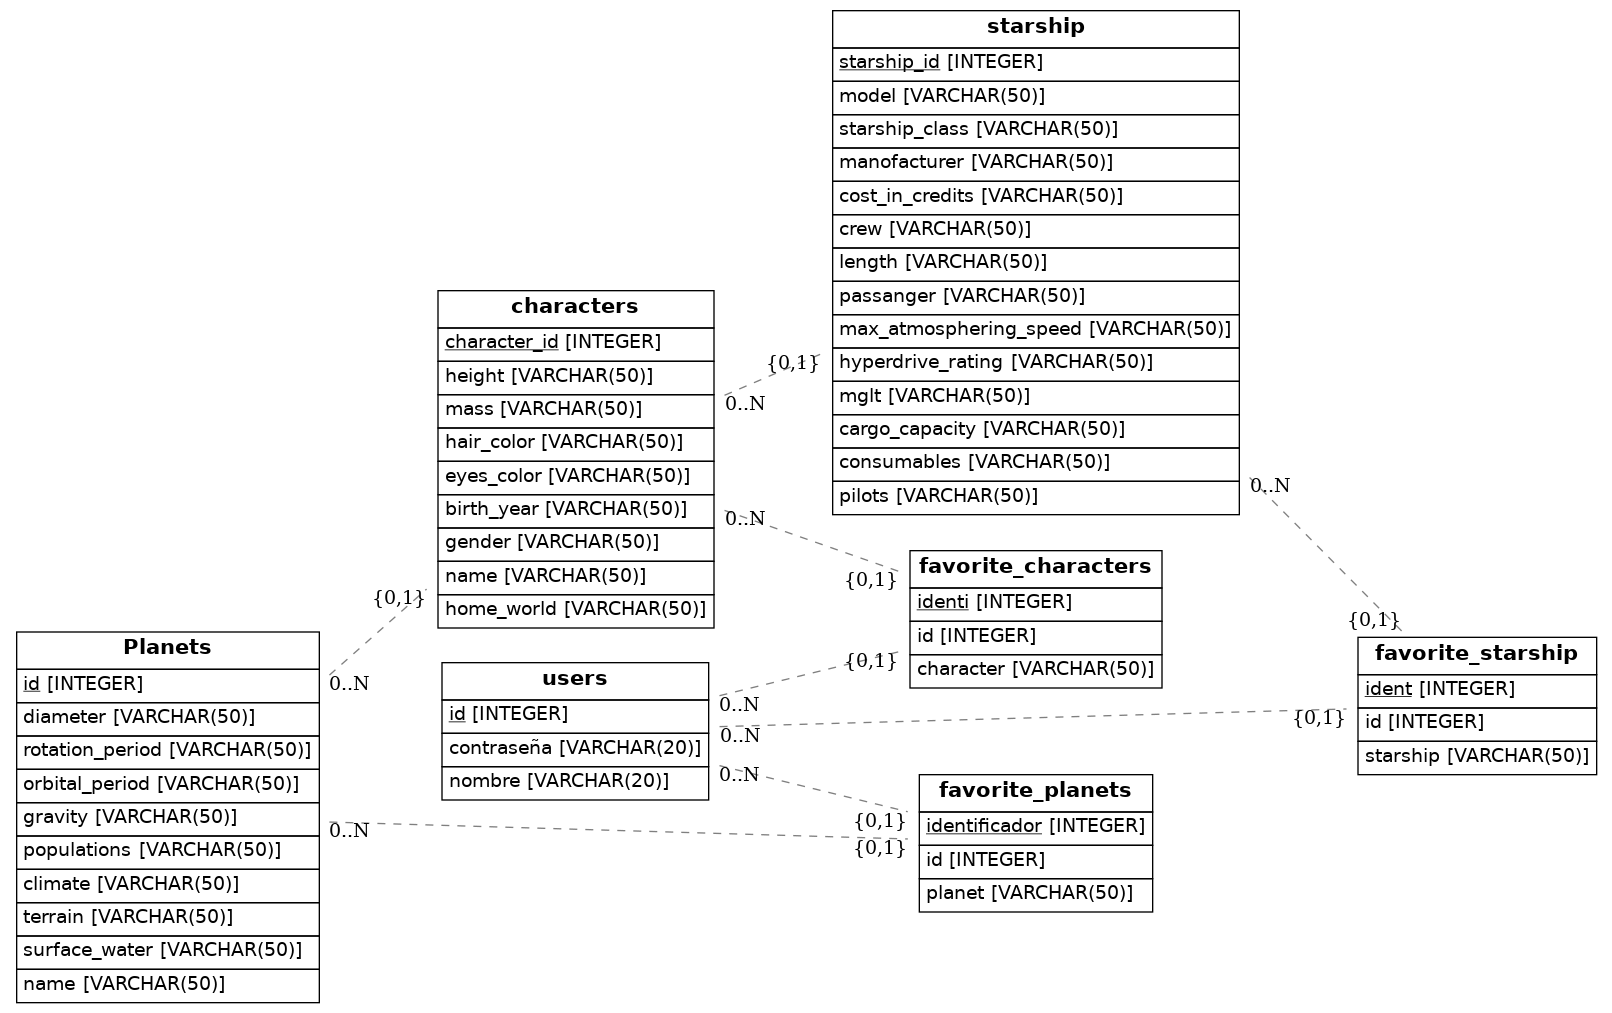 starship
starship_id [INTEGER]
model [VARCHAR(50)]
starship_class [VARCHAR(50)]
manofacturer [VARCHAR(50)]
cost_in_credits [VARCHAR(50)]
crew [VARCHAR(50)]
length [VARCHAR(50)]
passanger [VARCHAR(50)]
max_atmosphering_speed [VARCHAR(50)]
hyperdrive_rating [VARCHAR(50)]
mglt [VARCHAR(50)]
cargo_capacity [VARCHAR(50)]
consumables [VARCHAR(50)]
pilots [VARCHAR(50)]
characters
character_id [INTEGER]
height [VARCHAR(50)]
mass [VARCHAR(50)]
hair_color [VARCHAR(50)]
eyes_color [VARCHAR(50)]
birth_year [VARCHAR(50)]
gender [VARCHAR(50)]
name [VARCHAR(50)]
home_world [VARCHAR(50)]
{0,1}
0..N
0..N
{0,1}
0..N
{0,1}
{0,1}
0..N
favorite_characters
identi [INTEGER]
id [INTEGER]
character [VARCHAR(50)]
favorite_starship
ident [INTEGER]
id [INTEGER]
starship [VARCHAR(50)]
Planets
id [INTEGER]
diameter [VARCHAR(50)]
rotation_period [VARCHAR(50)]
orbital_period [VARCHAR(50)]
gravity [VARCHAR(50)]
populations [VARCHAR(50)]
climate [VARCHAR(50)]
terrain [VARCHAR(50)]
surface_water [VARCHAR(50)]
name [VARCHAR(50)]
users
id [INTEGER]
contraseña [VARCHAR(20)]
nombre [VARCHAR(20)]
{0,1}
0..N
{0,1}
0..N
0..N
{0,1}
0..N
{0,1}
favorite_planets
identificador [INTEGER]
id [INTEGER]
planet [VARCHAR(50)]